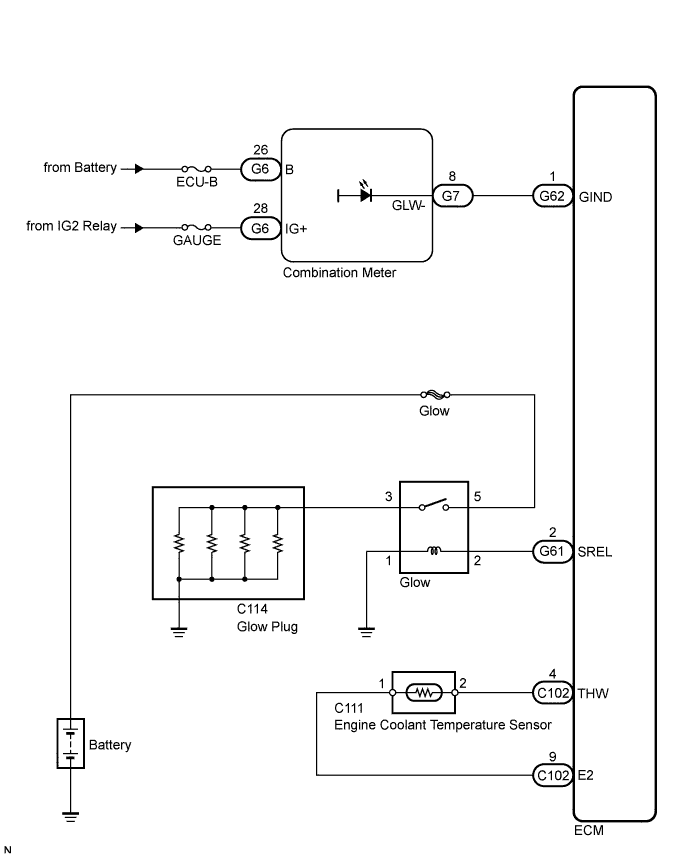 26
from Battery
G6
B
ECU-B
8
1
28
GLW-
G7
G62
GIND
from IG2 Relay
G6
IG+
GAUGE
Combination Meter
Glow
3
5
2
G61
SREL
1
2
Glow
C114
Glow Plug
4
1
2
C102
THW
C111
Engine Coolant Temperature Sensor
Battery
9
C102
E2
ECM
N